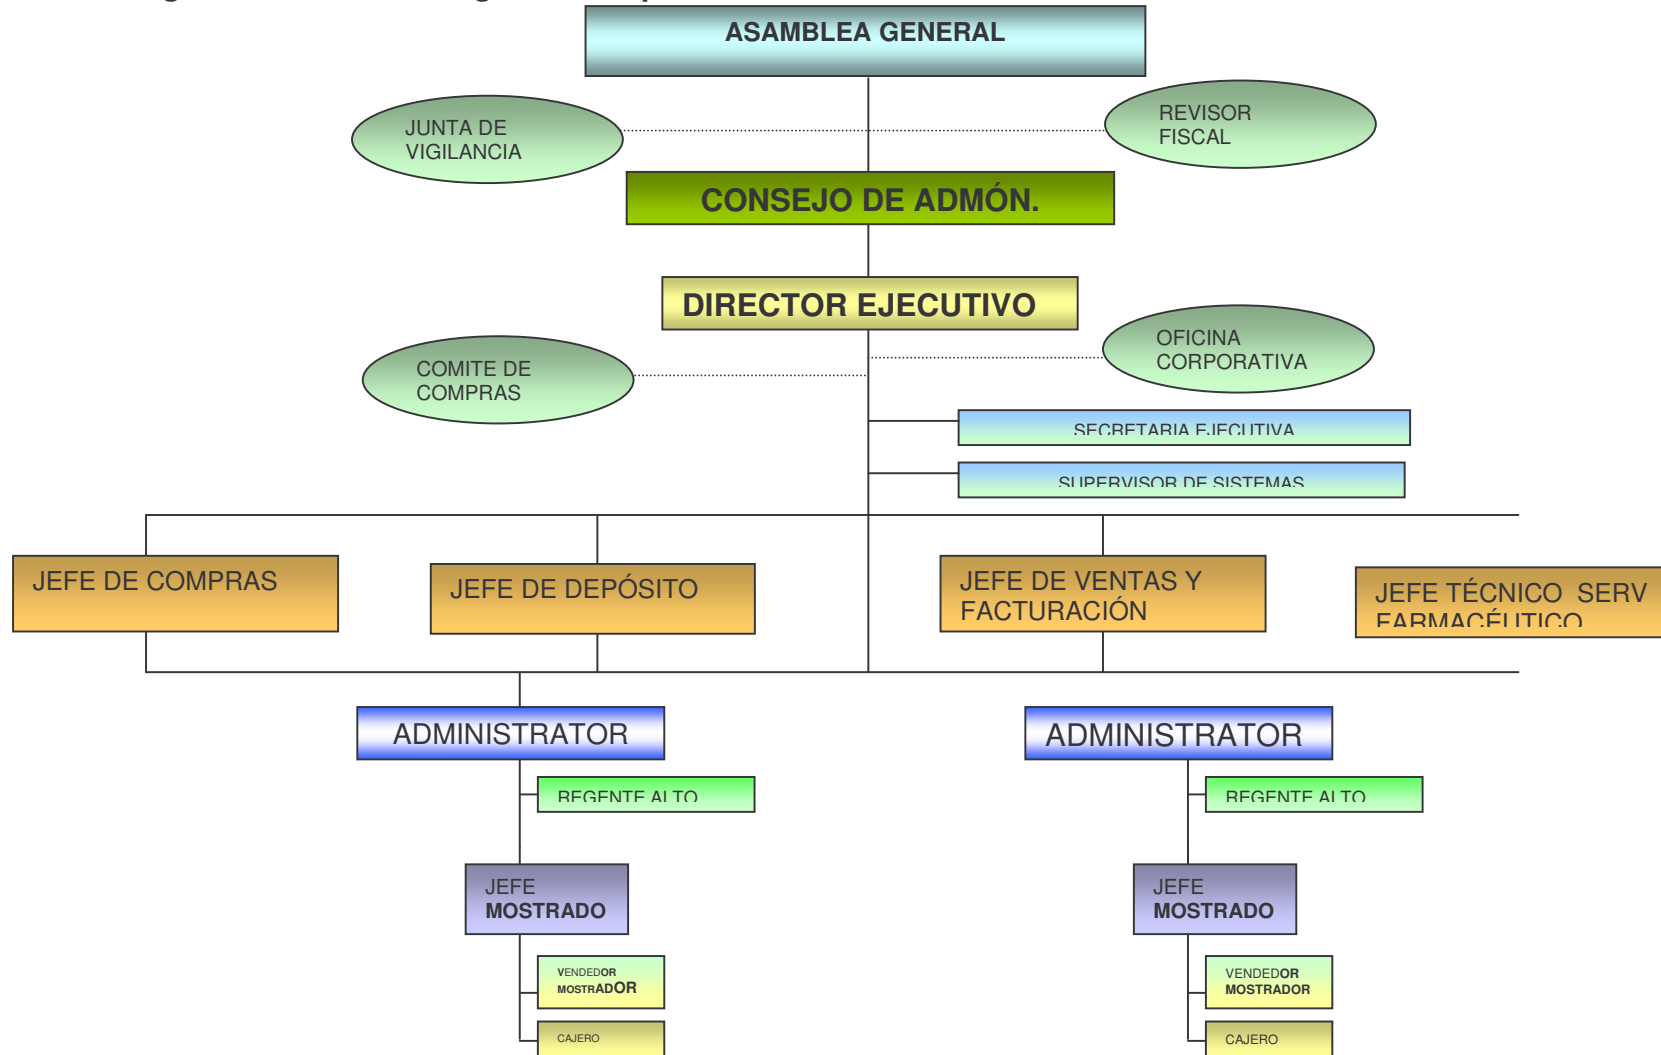 ASAMBLEA GENERAL
JUNTA DE
VIGILANCIA
REVISOR
FISCAL
CONSEJO DE ADMÓN.
DIRECTOR EJECUTIVO
OFICINA
CORPORATIVA
COMITE DE
COMPRAS
SECRETARIA EJECUTIVA
SUPERVISOR DE SISTEMAS
JEFE DE COMPRAS
JEFE DE DEPÓSITO
JEFE DE VENTAS Y
FACTURACIÓN
JEFE TÉCNICO SERV
FARMACÉUTICO
ADMINISTRATOR
ADMINISTRATOR
REGENTE ALTO
REGENTE ALTO
JEFE
MOSTRADO
JEFE
MOSTRADO
VENDEDOR
MOSTRADOR
VENDEDOR
MOSTRADOR
CAJERO
CAJERO